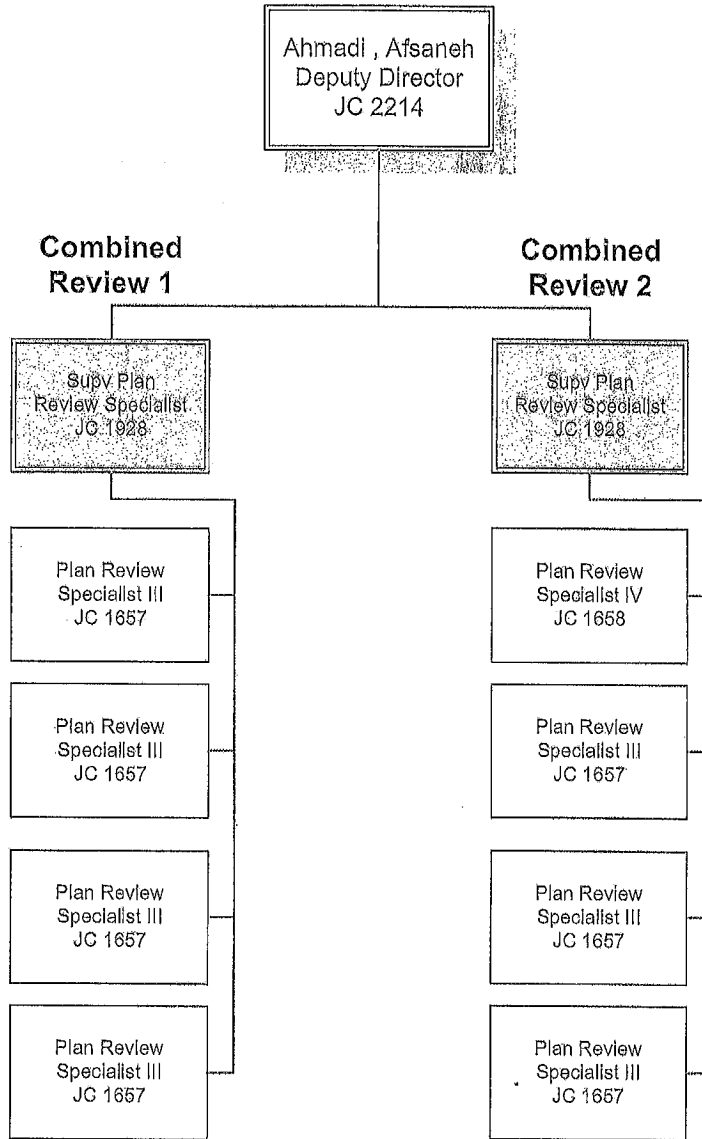 Ahmadi , Afsaneh
Deputy Director
JC 2214
Combined
Review 1
Supv Plan
Review Specialist
JC 1928
Plan Review
Specialist III
JC 1657
Plan Review
Specialist III
JC 1657
Plan Review
Specialist III
JC 1657
Plan Review
Specialist III
JC 1657
Combined
Review 2
Supv Plan
Review Specialist
JC 1928
Plan Review
Specialist IV
JC 1658
Plan Review
Specialist III
JC 1657
Plan Review
Specialist III
JC 1657
Plan Review
Specialist III
JC 1657